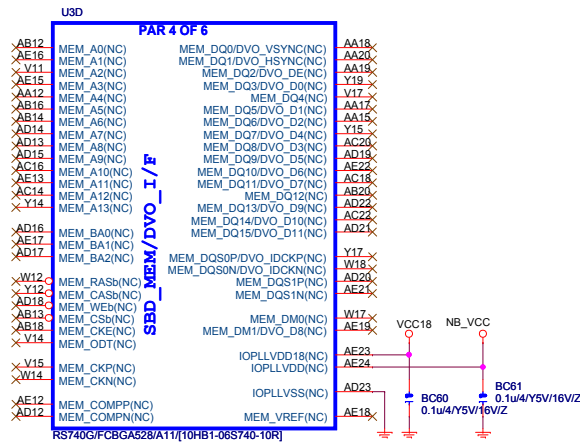 U3D
PAR 4 OF 6
AB12 MEM_A0(NC) MEM_DQ0/DVO_VSYNC(NC) AA18
AE16 MEM_A1(NC) MEM_DQ1/DVO_HSYNC(NC) AA20
V11 MEM_A2(NC) MEM_DQ2/DVO_DE(NC) AA19
AE15 MEM_A3(NC) MEM_DQ3/DVO_D0(NC) Y19
AA12 MEM_A4(NC) MEM_DQ4(NC) V17
AB16 MEM_A5(NC) MEM_DQ5/DVO_D1(NC) AA17
AB14 MEM_A6(NC) MEM_DQ6/DVO_D2(NC) AA15
AD14 MEM_A7(NC) MEM_DQ7/DVO_D4(NC) Y15
AD13 MEM_A8(NC) MEM_DQ8/DVO_D3(NC) AC20
AD15 MEM_A9(NC) MEM_DQ9/DVO_D5(NC) AD19
AC16 MEM_A10(NC) MEM_DQ10/DVO_D6(NC) AE22
AE13 MEM_A11(NC) MEM_DQ11/DVO_D7(NC) AC18
AC14 MEM_A12(NC) MEM_DQ12(NC) AB20
Y14 MEM_A13(NC) MEM_DQ13/DVO_D9(NC) AD22
MEM_DQ14/DVO_D10(NC) AC22
AD16 MEM_BA0(NC) MEM_DQ15/DVO_D11(NC) AD21
AE17 MEM_BA1(NC)
AD17 MEM_BA2(NC) MEM_DQS0P/DVO_IDCKP(NC) Y17
MEM_DQS0N/DVO_IDCKN(NC) W18
W12 MEM_RASb(NC) MEM_DQS1P(NC) AD20
Y12 MEM_CASb(NC) MEM_DQS1N(NC) AE21
AD18 MEM_WEb(NC)
AB13 MEM_CSb(NC) MEM_DM0(NC) W17
AB18 MEM_CKE(NC) MEM_DM1/DVO_D8(NC) AE19
V14 MEM_ODT(NC)
SBD_MEM/DVO_I/F
VCC18 NB_VCC
IOPLLVDD18(NC) AE23
V15 MEM_CKP(NC) IOPLLVDD(NC) AE24
W14 MEM_CKN(NC)
IOPLLVSS(NC) AD23
AE12 MEM_COMPP(NC)
AD12 MEM_COMPN(NC) MEM_VREF(NC) AE18
BC60
0.1u/4/Y5V/16V/Z
BC61
0.1u/4/Y5V/16V/Z
RS740G/FCBGA528/A11/[10HB1-06S740-10R]